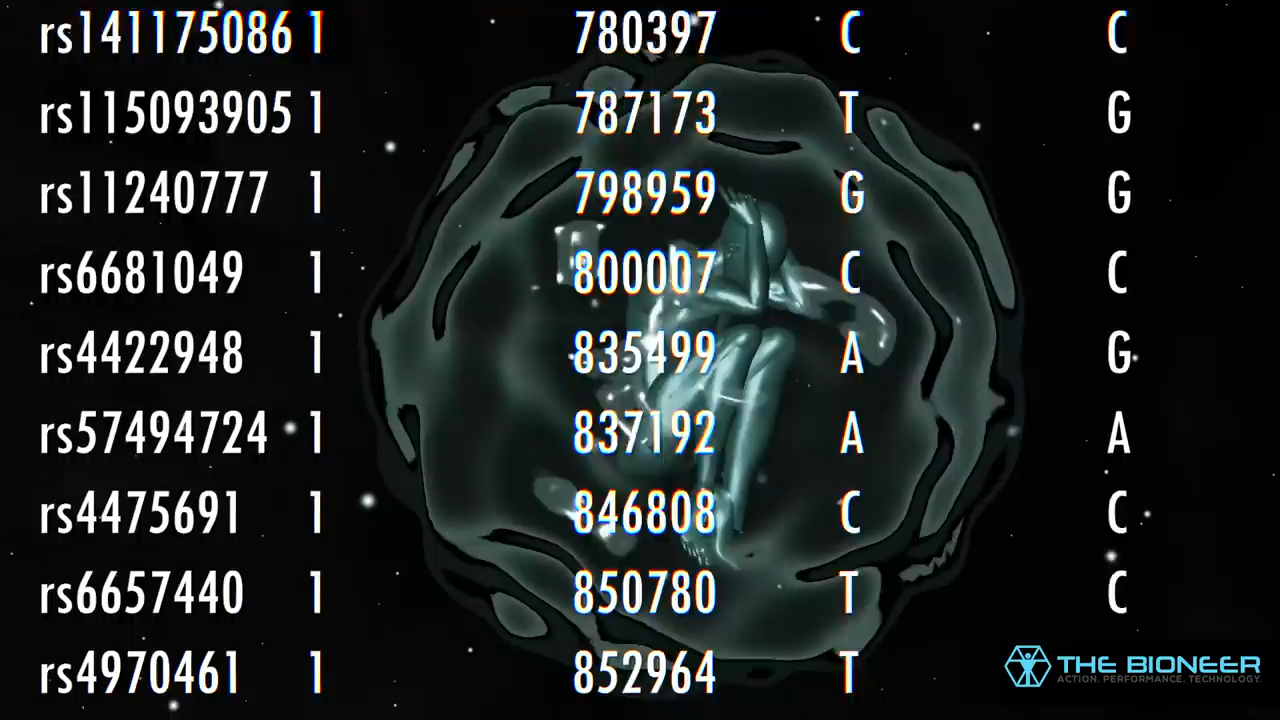 rs141175086 1 780397 C C
rs115093905 1 787173 T G
rs11240777 1 798959 G G
rs6681049 1 800007 C C
rs4422948 1 835499 A G
rs57494724 1 837192 A A
rs4475691 1 846808 C C
rs6657440 1 850780 T C
rs4970461 1 852964 T
THE BIONEER
ACTION. PERFORMANCE. TECHNOLOGY.